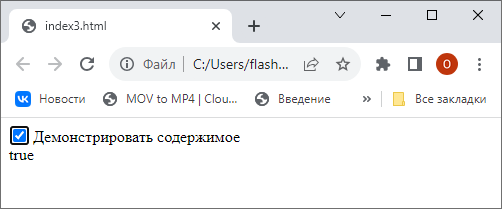 index3.html
Файл C:/Users/flash...
О
Новости MOV to MP4 | Clou... Введение Все закладки
Демонстрировать содержимое
true